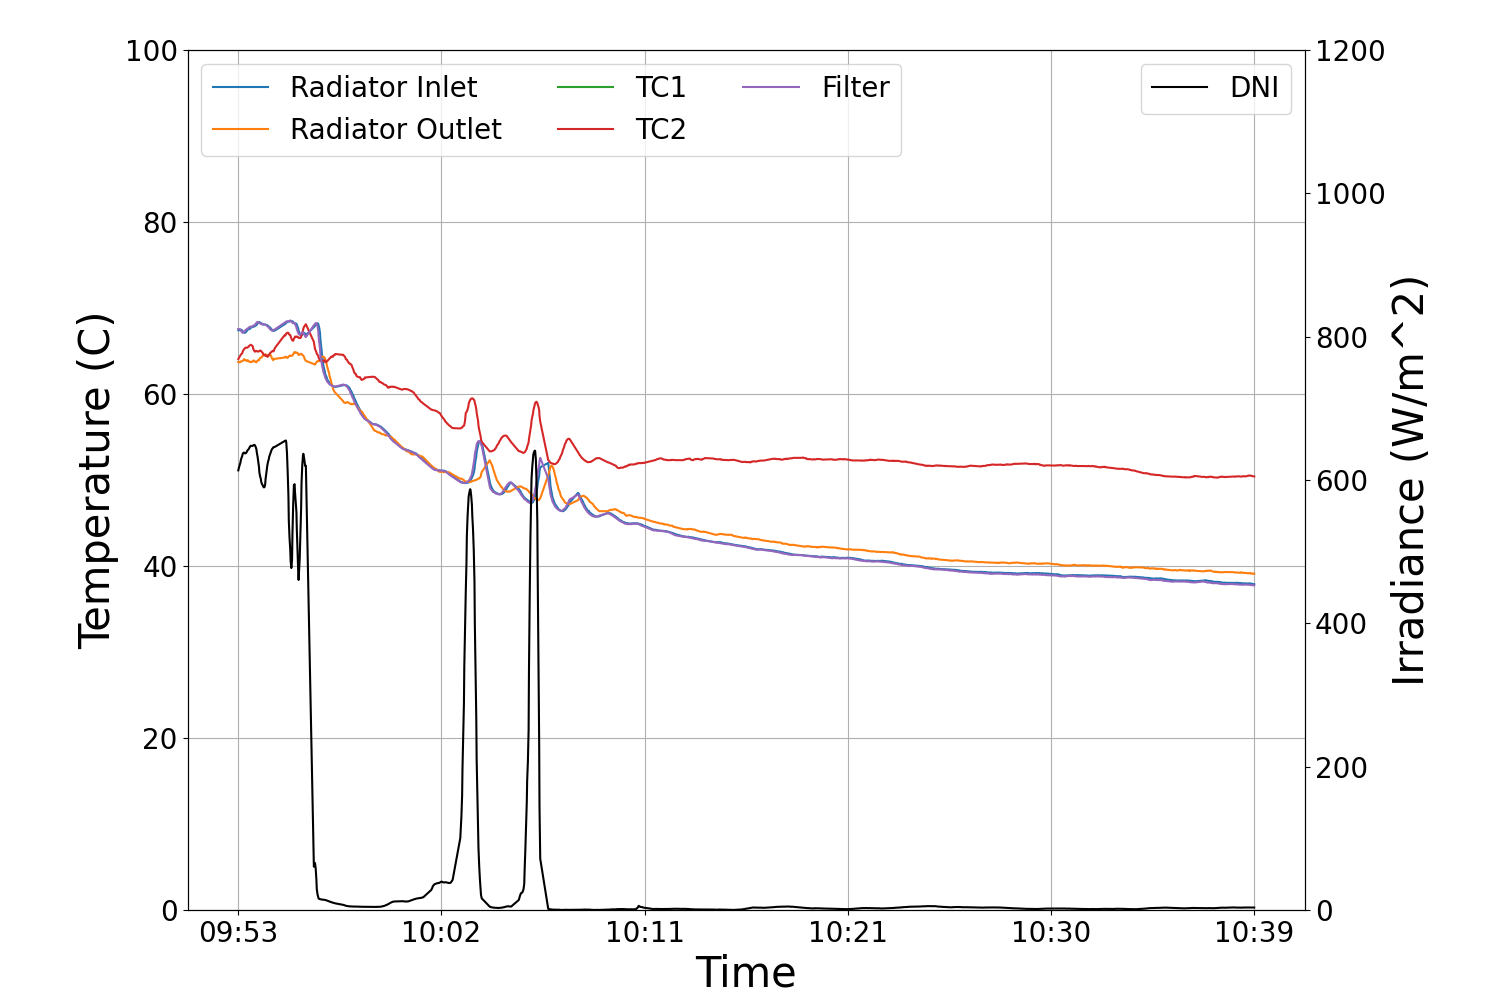 Radiator Inlet
Radiator Outlet
TC1
TC2
Filter
DNI
Temperature (C)
100
80
60
40
20
0
Irradiance (W/m^2)
1200
1000
800
600
400
200
0
09:53 10:02 10:11 10:21 10:30 10:39
Time